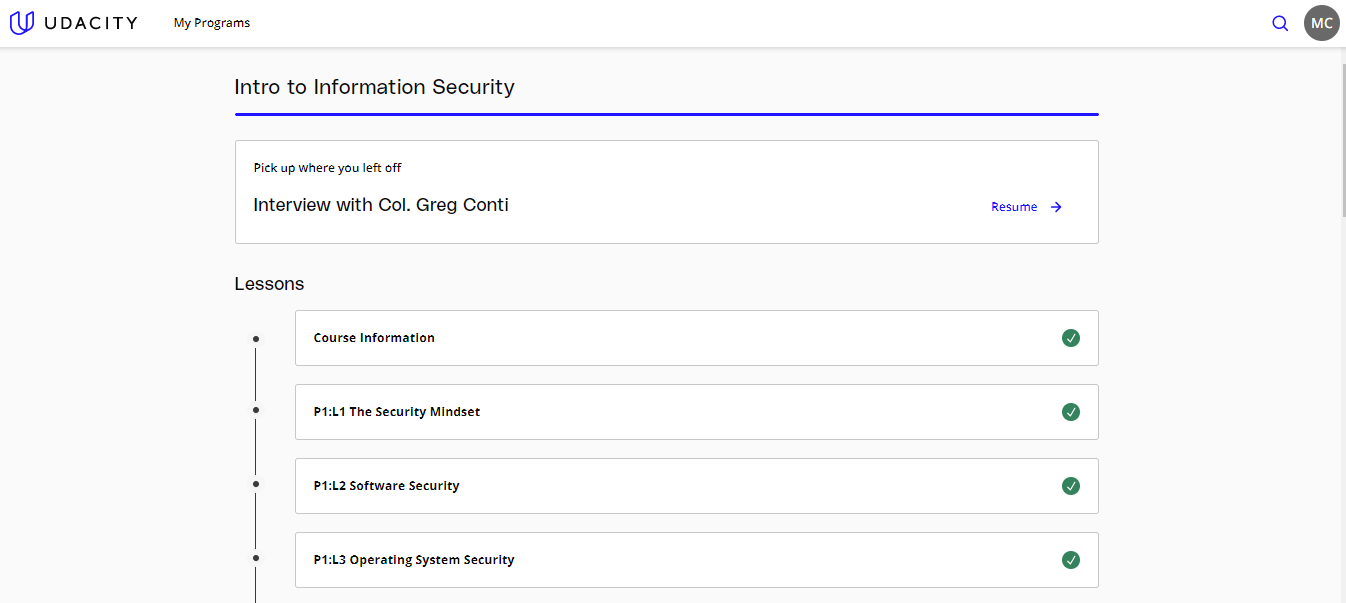 UDACITY My Programs MC
Intro to Information Security
Pick up where you left off
Interview with Col. Greg Conti
Resume
Lessons
Course Information
P1:L1 The Security Mindset
P1:L2 Software Security
P1:L3 Operating System Security